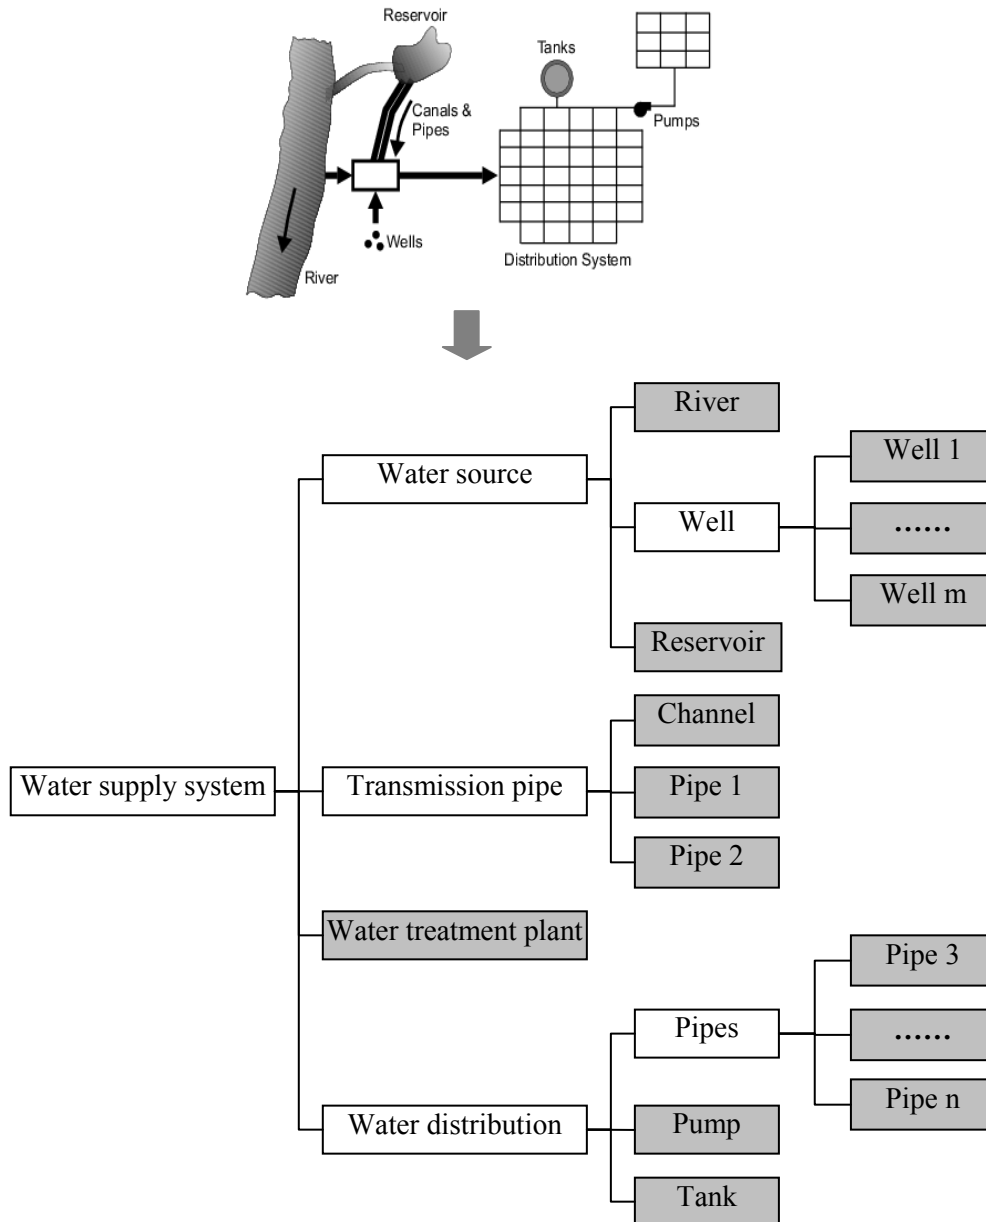 Reservoir
Tanks
Canals &
Pipes
Pumps
Wells
Distribution System
River
River
Well 1
Water source
Well
......
Well m
Reservoir
Channel
Water supply system
Transmission pipe
Pipe 1
Pipe 2
Water treatment plant
Pipe 3
Pipes
......
Pipe n
Water distribution
Pump
Tank